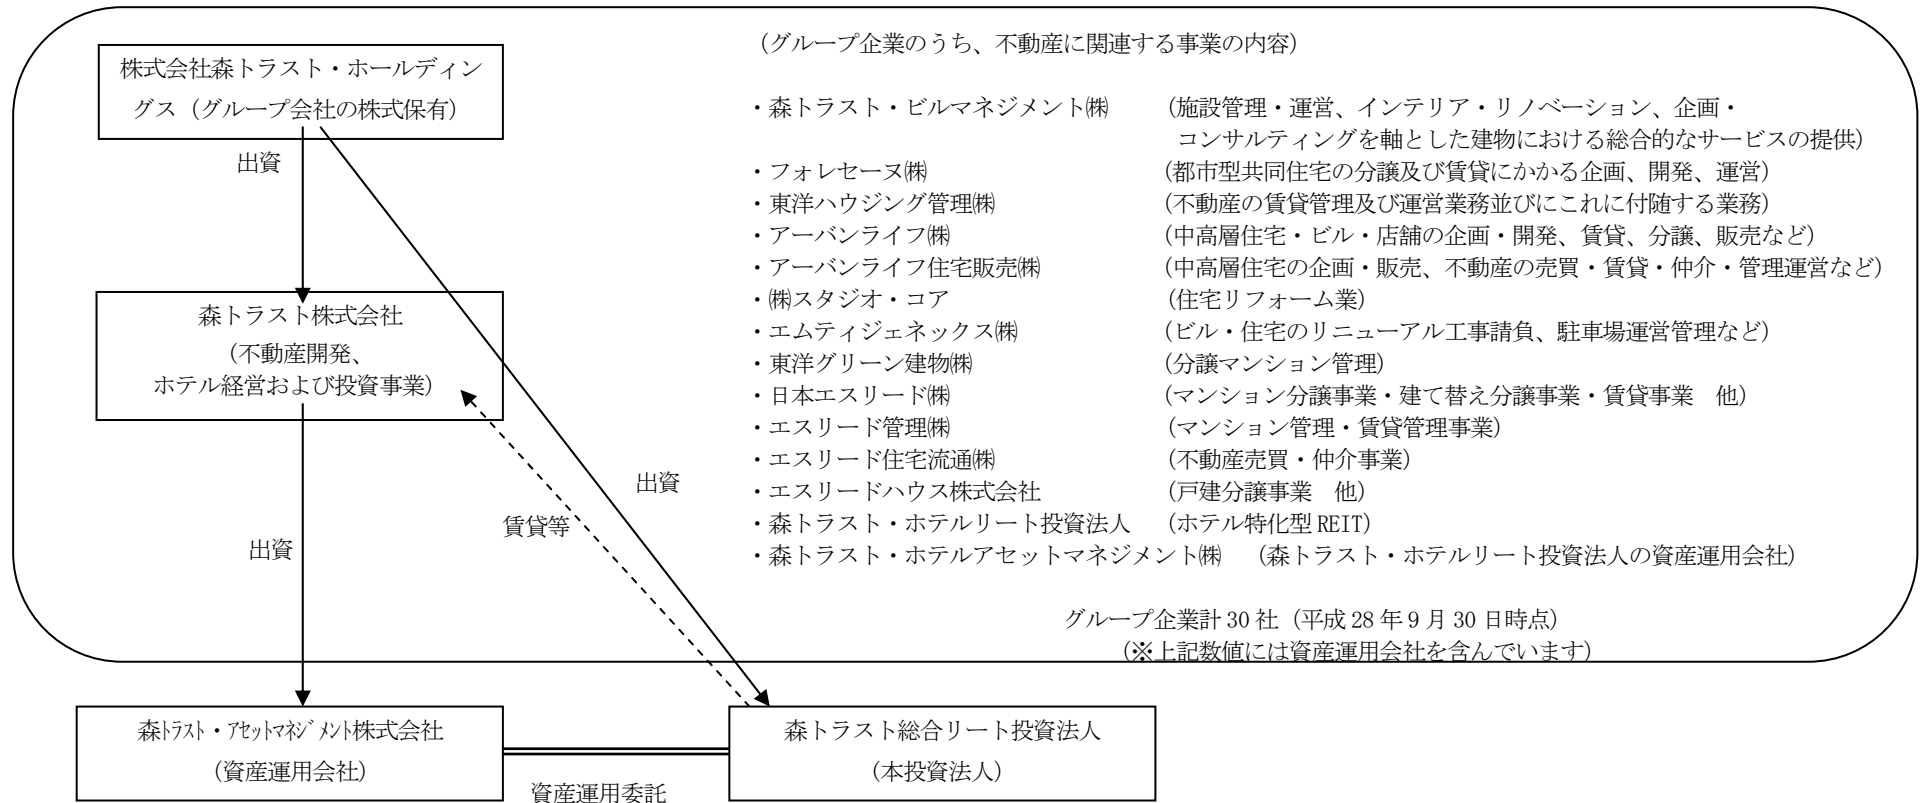 株式会社森トラスト・ホールディン
グス（グループ会社の株式保有）
出資
森トラスト株式会社
（不動産開発、
ホテル経営および投資事業）
出資
賃貸等
出資
（グループ企業のうち、不動産に関連する事業の内容）
・森トラスト・ビルマネジメント㈱　（施設管理・運営、インテリア・リノベーション、企画・
コンサルティングを軸とした建物における総合的なサービスの提供）
・フォレセーヌ㈱　（都市型共同住宅の分譲及び賃貸にかかる企画、開発、運営）
・東洋ハウジング管理㈱　（不動産の賃貸管理及び運営業務並びにこれに付随する業務）
・アーバンライフ㈱　（中高層住宅・ビル・店舗の企画・開発、賃貸、分譲、販売など）
・アーバンライフ住宅販売㈱　（中高層住宅の企画・販売、不動産の売買・賃貸・仲介・管理運営など）
・㈱スタジオ・コア　（住宅リフォーム業）
・エムティジェネックス㈱　（ビル・住宅のリニューアル工事請負、駐車場運営管理など）
・東洋グリーン建物㈱　（分譲マンション管理）
・日本エスリード㈱　（マンション分譲事業・建て替え分譲事業・賃貸事業　他）
・エスリード管理㈱　（マンション管理・賃貸管理事業）
・エスリード住宅流通㈱　（不動産売買・仲介事業）
・エスリードハウス株式会社　（戸建分譲事業　他）
・森トラスト・ホテルリート投資法人　（ホテル特化型 REIT）
・森トラスト・ホテルアセットマネジメント㈱　（森トラスト・ホテルリート投資法人の資産運用会社）
グループ企業計 30 社（平成 28 年 9 月 30 日時点）
（※上記数値には資産運用会社を含んでいます）
森ﾄﾗｽﾄ・ｱｾｯﾄﾏﾈｼﾞﾒﾝﾄ株式会社
（資産運用会社）
資産運用委託
森トラスト総合リート投資法人
（本投資法人）